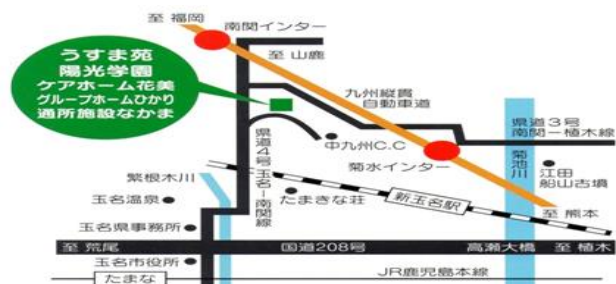 至 福岡
南関インター
うすま苑
陽光学園
ケアホーム花美
グループホームひかり
通所施設なかま
至 山鹿
九州縦貫
自動車道
県道3号
南関ー植木線
中九州C.C
菊水インター
菊池川
江田
船山古墳
県道4号 玉名ー南関線
繁根木川
玉名温泉
たまきな荘
新玉名駅
玉名県事務所
至 熊本
至 荒尾
国道208号
高瀬大橋
至 植木
玉名市役所
たまな
JR鹿児島本線